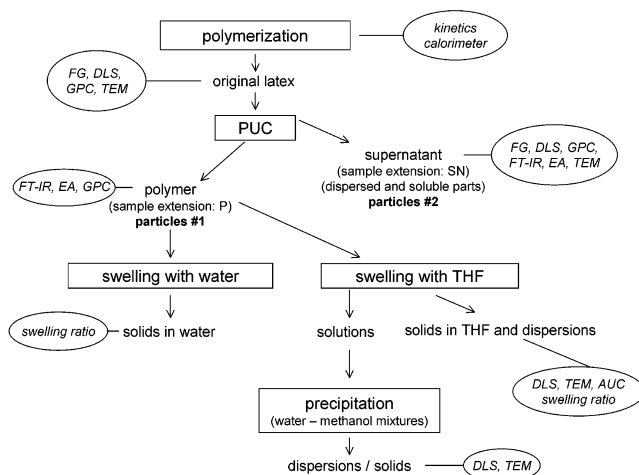 polymerization
kinetics
calorimeter
FG, DLS,
GPC, TEM
original latex
PUC
supernatant
(sample extension: SN)
(dispersed and soluble parts)
particles #2
FG, DLS, GPC,
FT-IR, EA, TEM
FT-IR, EA, GPC
polymer
(sample extension: P)
particles #1
swelling with water
swelling with THF
swelling ratio
solids in water
solutions
solids in THF and dispersions
DLS, TEM, AUC
swelling ratio
precipitation
(water – methanol mixtures)
dispersions / solids
DLS, TEM